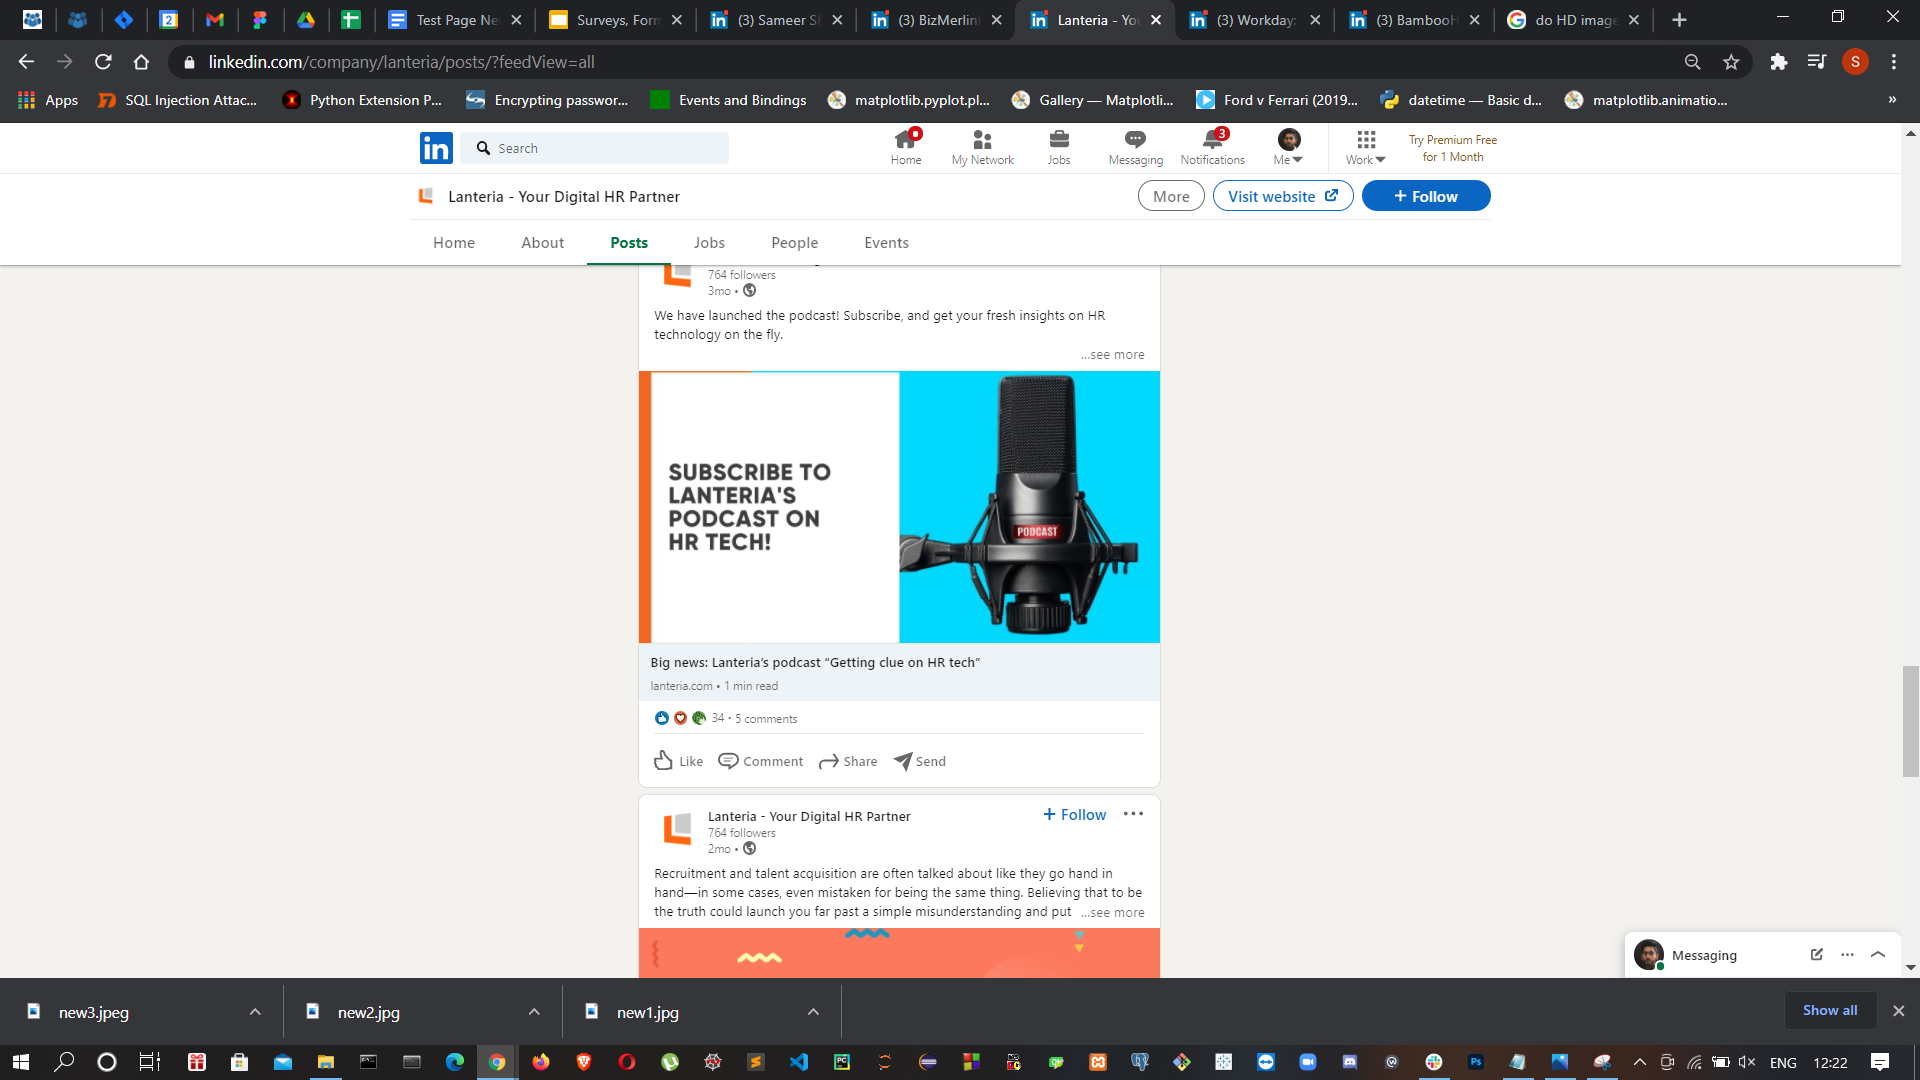 Test Page Ne
Surveys, Forn
(3) Sameer Sh
(3) BizMerlin
Lanteria - You
(3) Workday:
(3) BambooH
do HD image
linkedin.com/company/lanteria/posts/?feedView=all
S
Apps
SQL Injection Attac...
Python Extension P...
Encrypting passwor...
Events and Bindings
matplotlib.pyplot.pl...
Gallery — Matplotli...
Ford v Ferrari (2019...
datetime — Basic d...
matplotlib.animatio...
»
in
Search
Home
My Network
Jobs
Messaging
3
Notifications
Me
Work
Try Premium Free
for 1 Month
Lanteria - Your Digital HR Partner
More
Visit website
+ Follow
Home
About
Posts
Jobs
People
Events
764 followers
3mo •
We have launched the podcast! Subscribe, and get your fresh insights on HR
technology on the fly.
...see more
SUBSCRIBE TO
LANTERIA'S
PODCAST ON
HR TECH!
PODCAST
Big news: Lanteria's podcast “Getting clue on HR tech”
lanteria.com • 1 min read
34 • 5 comments
Like
Comment
Share
Send
Lanteria - Your Digital HR Partner
+ Follow
764 followers
2mo •
Recruitment and talent acquisition are often talked about like they go hand in
hand—in some cases, even mistaken for being the same thing. Believing that to be
the truth could launch you far past a simple misunderstanding and put ...see more
Messaging
new3.jpeg
new2.jpg
new1.jpg
Show all
ENG
12:22